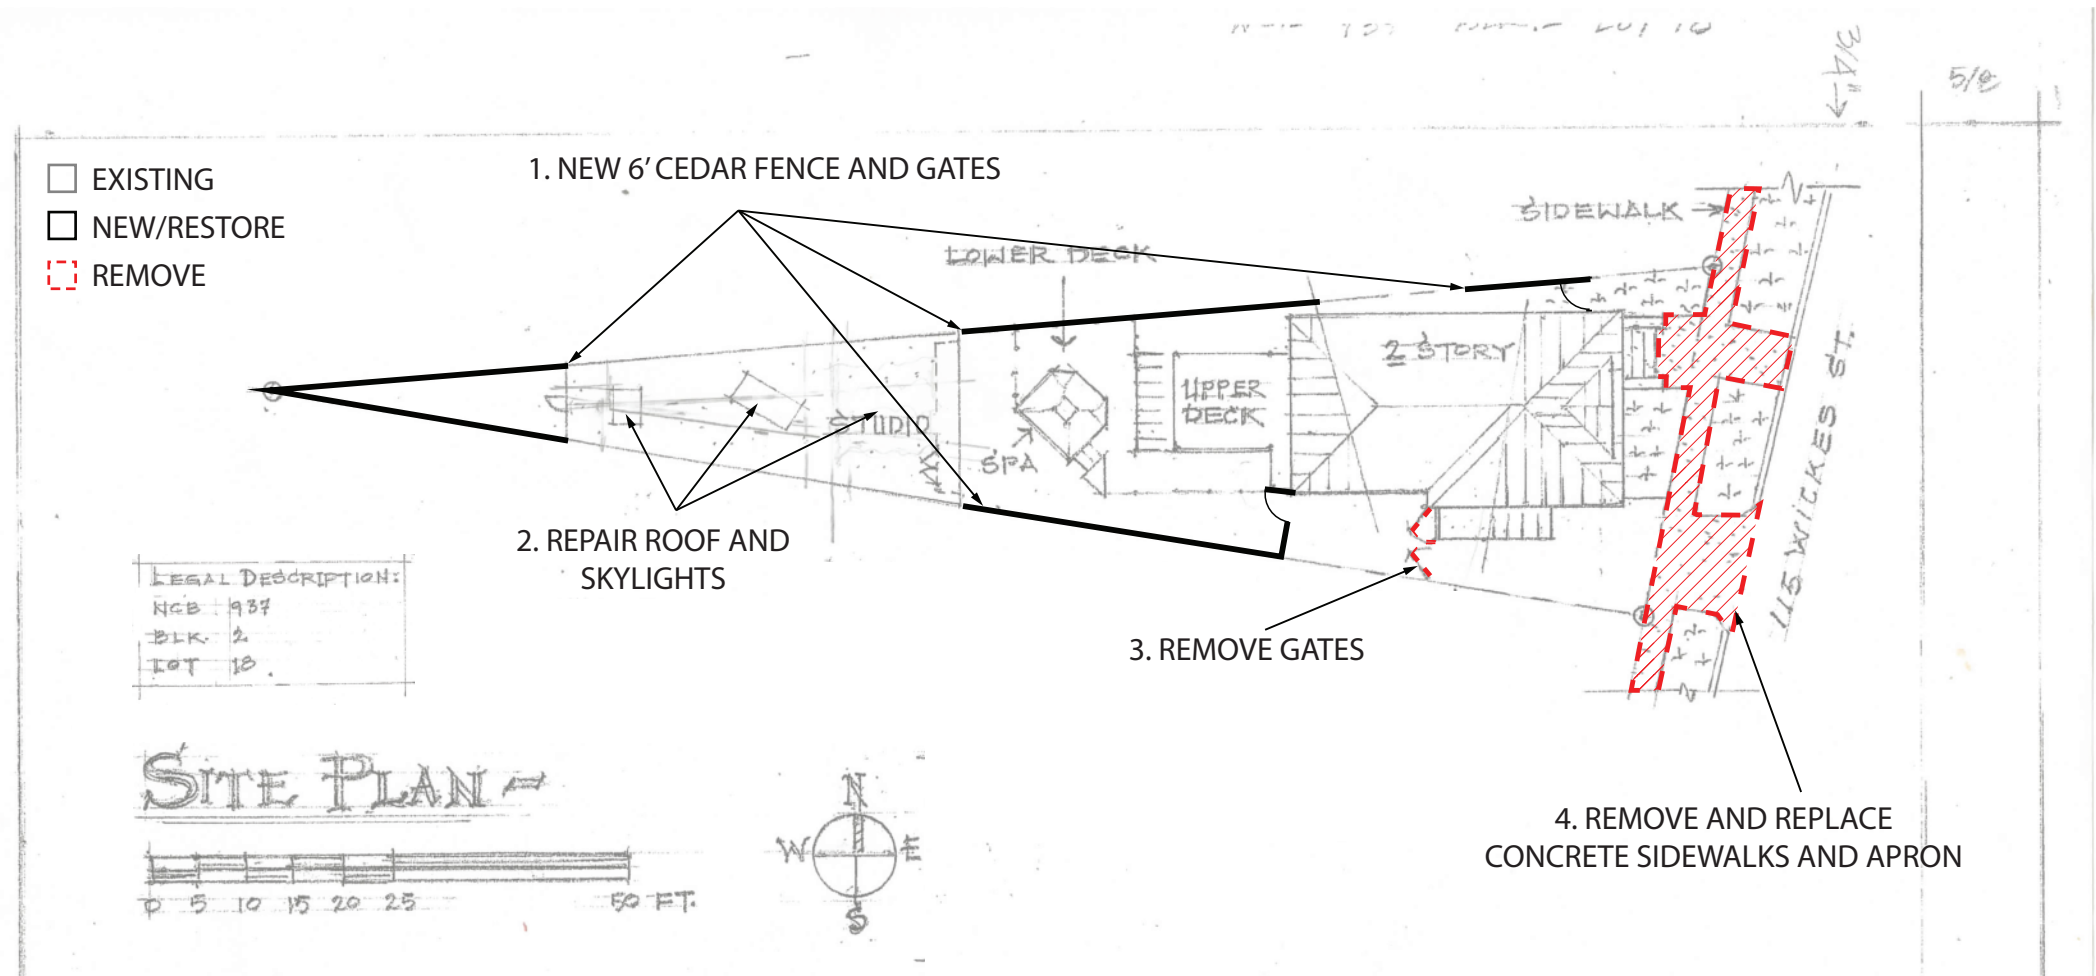 3/4"
5/8
EXISTING
NEW/RESTORE
REMOVE
1. NEW 6’ CEDAR FENCE AND GATES
SIDEWALK
LOWER DECK
2 STORY
UPPER
DECK
STUDIO
SPA
115 WICKES ST.
2. REPAIR ROOF AND
SKYLIGHTS
3. REMOVE GATES
LEGAL DESCRIPTION:
NCB 937
BLK. 2
LOT 18.
SITE PLAN
N
W E
S
0 5 10 15 20 25 50 FT.
4. REMOVE AND REPLACE
CONCRETE SIDEWALKS AND APRON